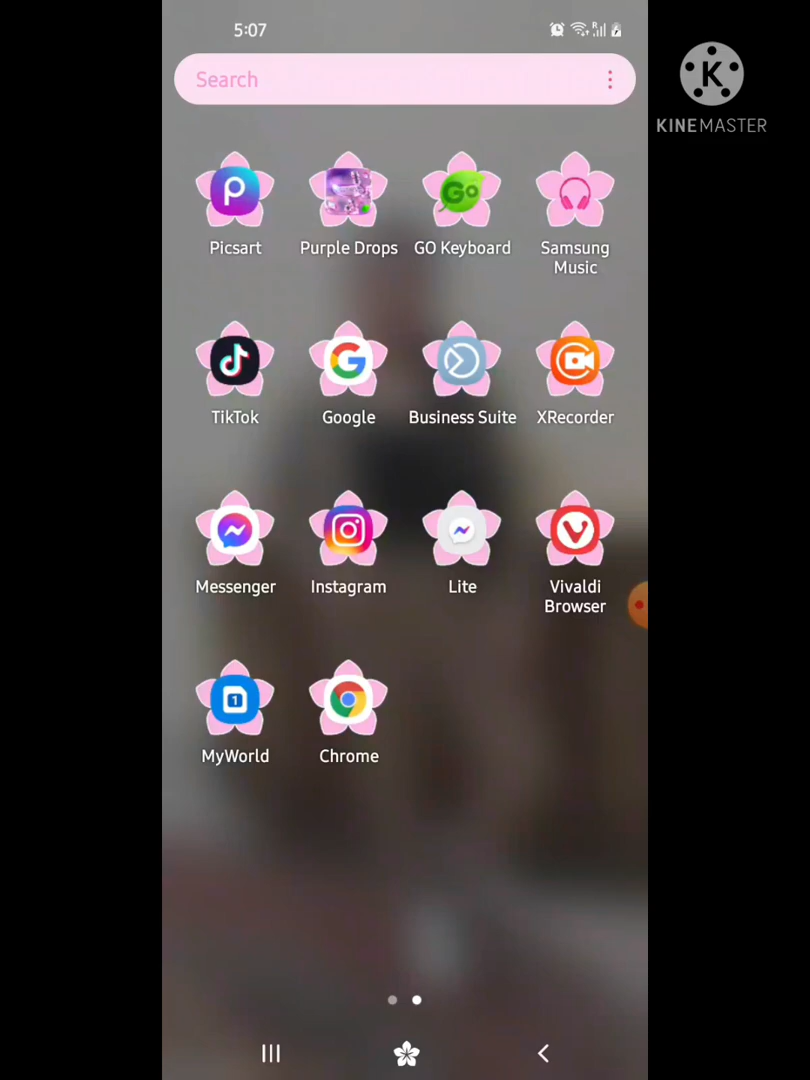 5:07
Search
KINEMASTER
Picsart
Purple Drops
GO Keyboard
Samsung
Music
TikTok
Google
Business Suite
XRecorder
Messenger
Instagram
Lite
Vivaldi
Browser
MyWorld
Chrome